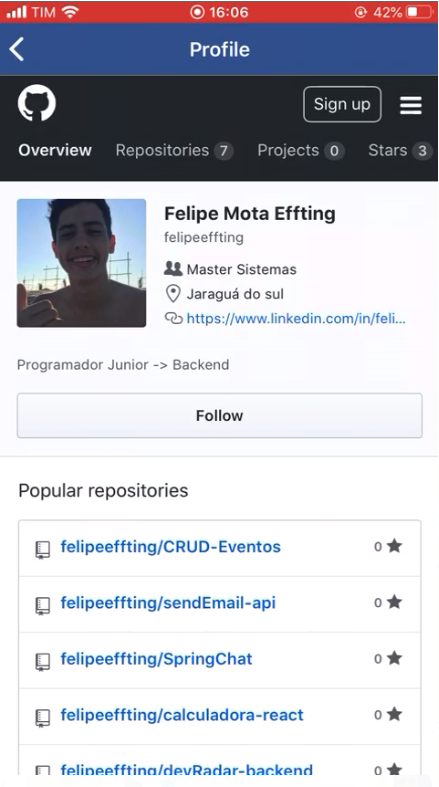 TIM 16:06 42%
Profile
Sign up
Overview Repositories 7 Projects 0 Stars 3
Felipe Mota Effting
felipeeffting
Master Sistemas
Jaraguá do sul
https://www.linkedin.com/in/feli...
Programador Junior -> Backend
Follow
Popular repositories
felipeeffting/CRUD-Eventos 0
felipeeffting/sendEmail-api 0
felipeeffting/SpringChat 0
felipeeffting/calculadora-react 0
felipeeffting/devRadar-backend 0